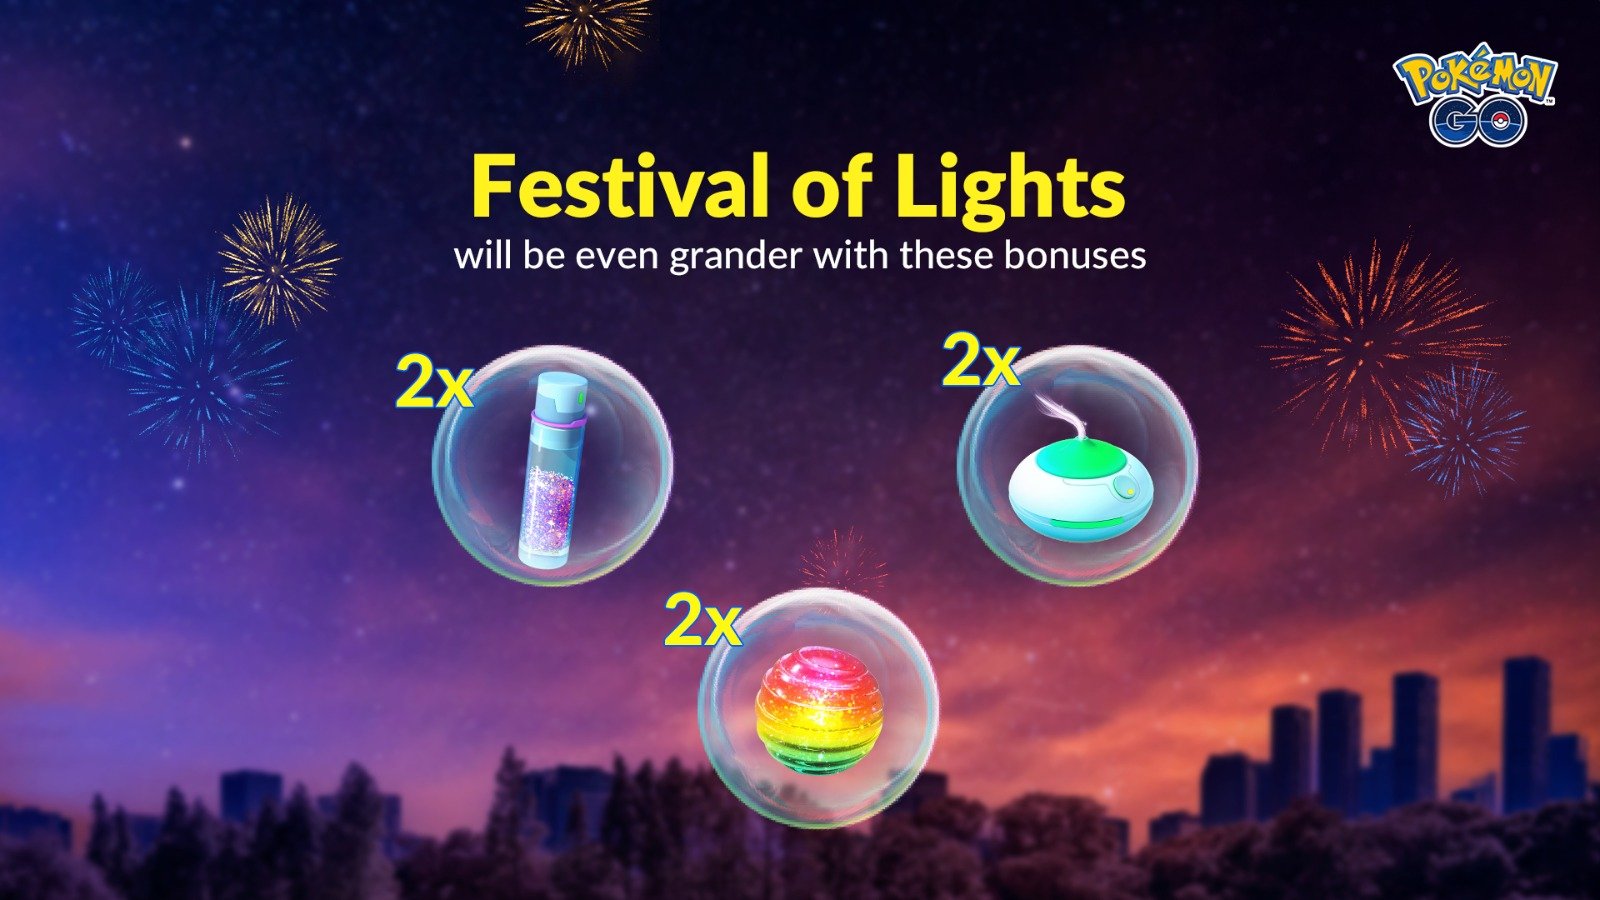 POKéMON
GO
Festival of Lights
will be even grander with these bonuses
2x
2x
2x